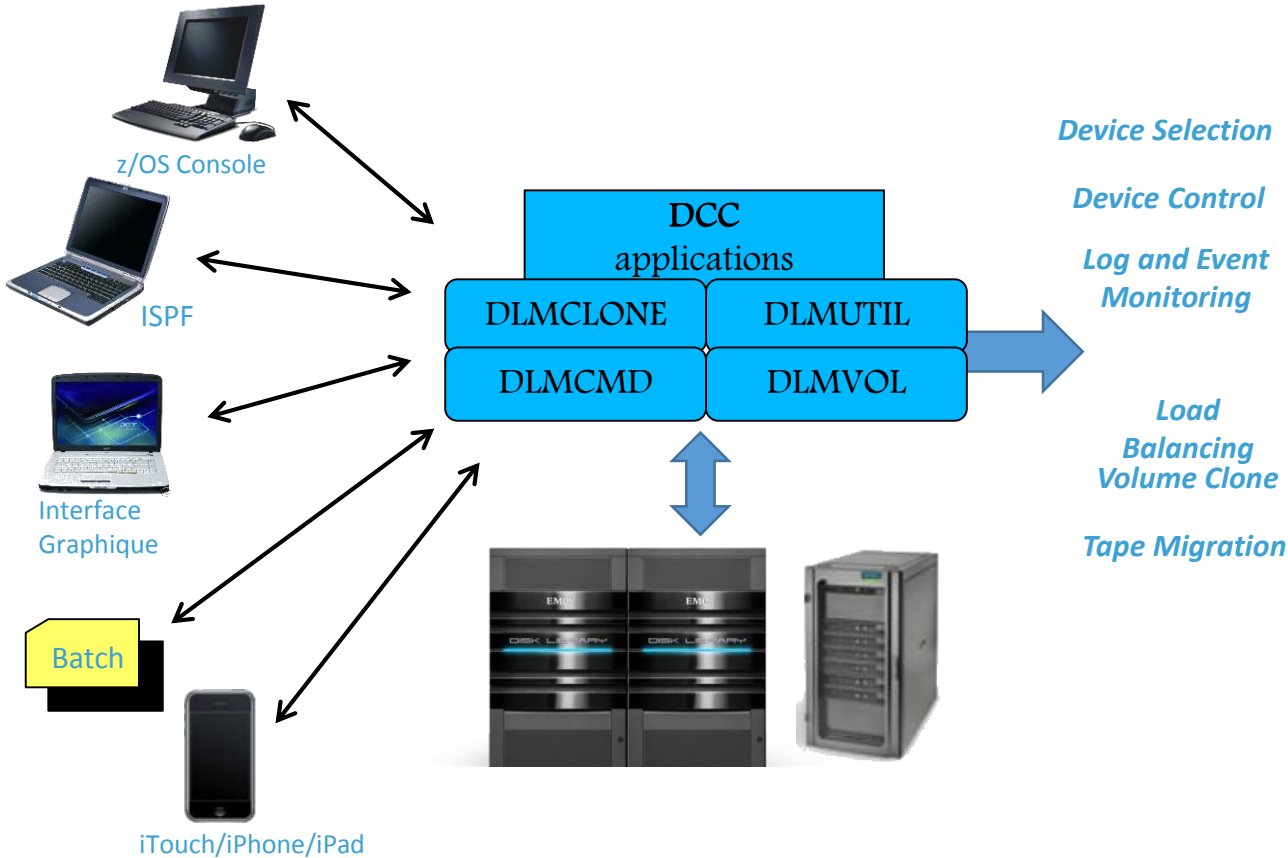 z/OS Console
ISPF
Interface
Graphique
Batch
iTouch/iPhone/iPad
DCC
applications
DLMCLONE
DLMUTIL
DLMCMD
DLMVOL
EMC
EMC
DISK LIBRARY
DISK LIBRARY
Device Selection
Device Control
Log and Event
Monitoring
Load
Balancing
Volume Clone
Tape Migration